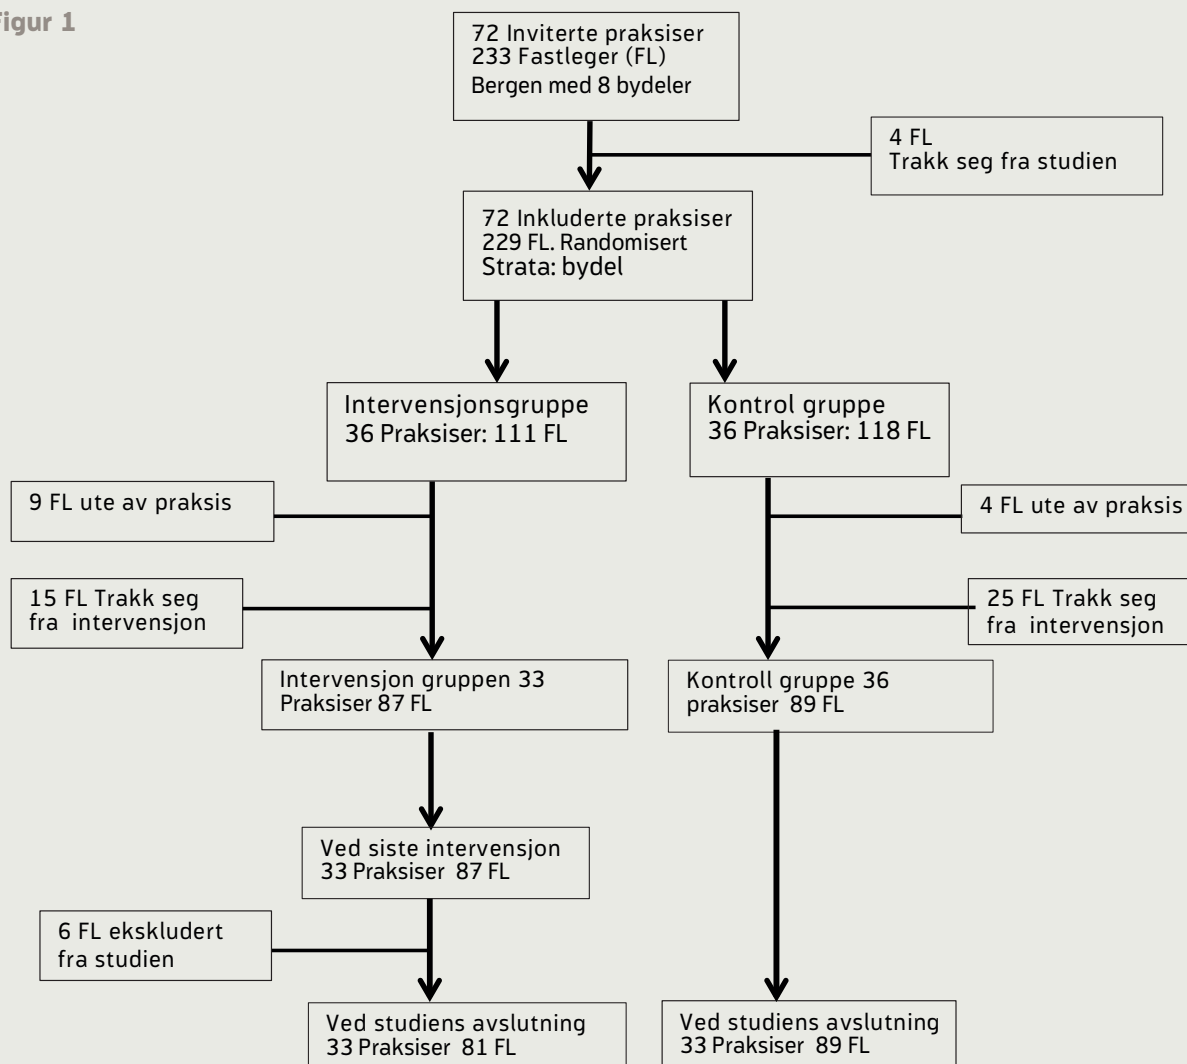 Figur 1
72 Inviterte praksiser
233 Fastleger (FL)
Bergen med 8 bydeler
4 FL
Trakk seg fra studien
72 Inkluderte praksiser
229 FL. Randomisert
Strata: bydel
Intervensjonsgruppe
36 Praksiser: 111 FL
Kontrol gruppe
36 Praksiser: 118 FL
9 FL ute av praksis
4 FL ute av praksis
15 FL Trakk seg
fra intervensjon
25 FL Trakk seg
fra intervensjon
Intervensjon gruppen 33
Praksiser 87 FL
Kontroll gruppe 36
praksiser 89 FL
Ved siste intervensjon
33 Praksiser 87 FL
6 FL ekskludert
fra studien
Ved studiens avslutning
33 Praksiser 81 FL
Ved studiens avslutning
33 Praksiser 89 FL